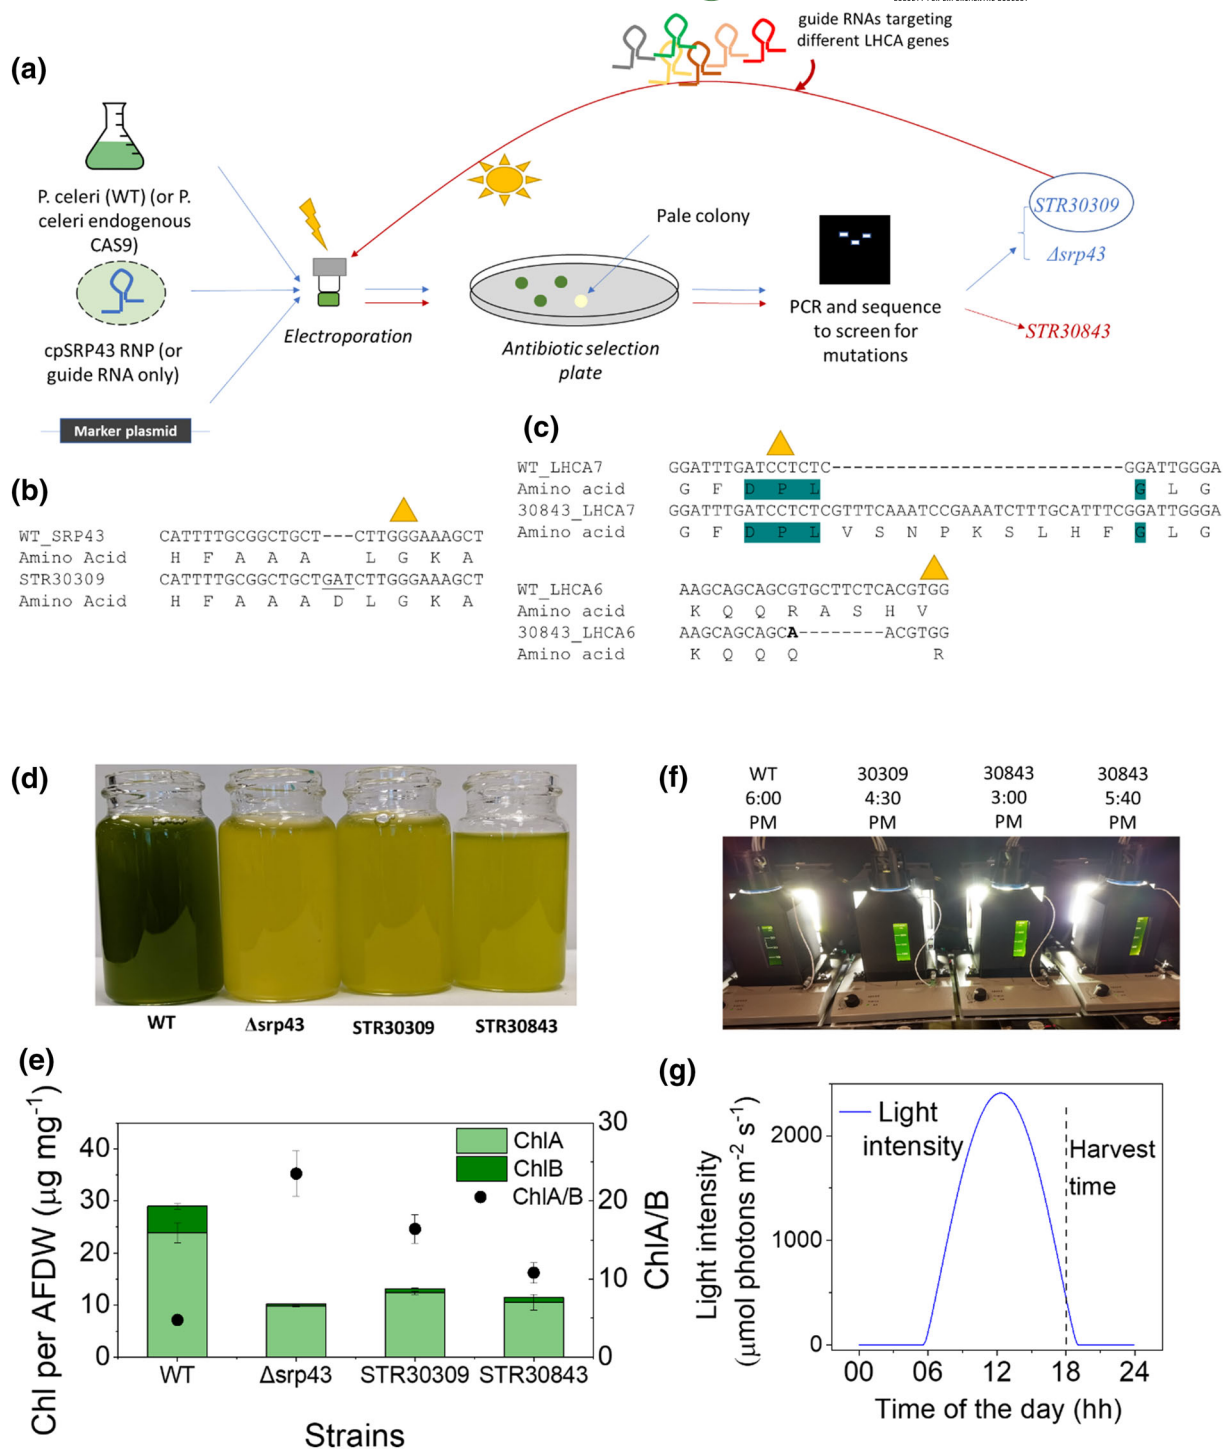 guide RNAs targeting
different LHCA genes
(a)
P. celeri (WT) (or P.
celeri endogenous
CAS9)
cpSRP43 RNP (or
guide RNA only)
Marker plasmid
Electroporation
Pale colony
Antibiotic selection
plate
PCR and sequence
to screen for
mutations
STR30309
Δsrp43
STR30843
(b)
WT_SRP43 CATTTTGCGGCTGCT---CTTGGGAAAGCT
Amino Acid H F A A A L G K A
STR30309 CATTTTGCGGCTGCTGATCTTGGGAAAGCT
Amino Acid H F A A A D L G K A
(c)
WT_LHCA7 GGATTTGATCCTCTC------------------------------GGATTGGGA
Amino acid G F D P L G L G
30843_LHCA7 GGATTTGATCCTCTCGTTTCAAATCCGAAATCTTTGCATTTCGGATTGGGA
Amino acid G F D P L V S N P K S L H F G L G
WT_LHCA6 AAGCAGCAGCGTGCTTCTCACGTGG
Amino acid K Q Q R A S H V
30843_LHCA6 AAGCAGCAGCA--------ACGTGG
Amino acid K Q Q Q R
(d)
WT Δsrp43 STR30309 STR30843
(e)
Chl per AFDW (µg mg⁻¹)
40
30
20
10
0
ChlA
ChlB
ChlA/B
30
20
10
0
ChlA/B
WT Δsrp43 STR30309 STR30843
Strains
(f)
WT 30309 30843 30843
6:00 4:30 3:00 5:40
PM PM PM PM
(g)
Light intensity
(µmol photons m⁻² s⁻¹)
2000
1000
0
Light
intensity
Harvest
time
00 06 12 18 24
Time of the day (hh)